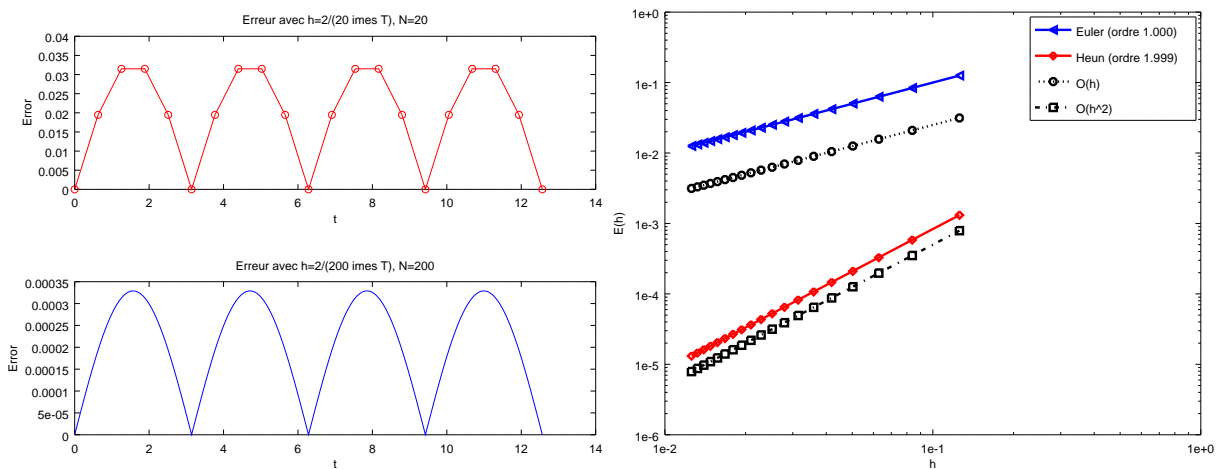 Erreur avec h=2/(20 imes T), N=20
0.04
0.035
0.03
0.025
0.02
0.015
0.01
0.005
0
Error
0
2
4
6
8
10
12
14
t
Erreur avec h=2/(200 imes T), N=200
0.00035
0.0003
0.00025
0.0002
0.00015
0.0001
5e-05
0
Error
0
2
4
6
8
10
12
14
t
1e+0
1e-1
1e-2
1e-3
1e-4
1e-5
1e-6
E(h)
Euler (ordre 1.000)
Heun (ordre 1.999)
O(h)
O(h^2)
1e-2
1e-1
1e+0
h